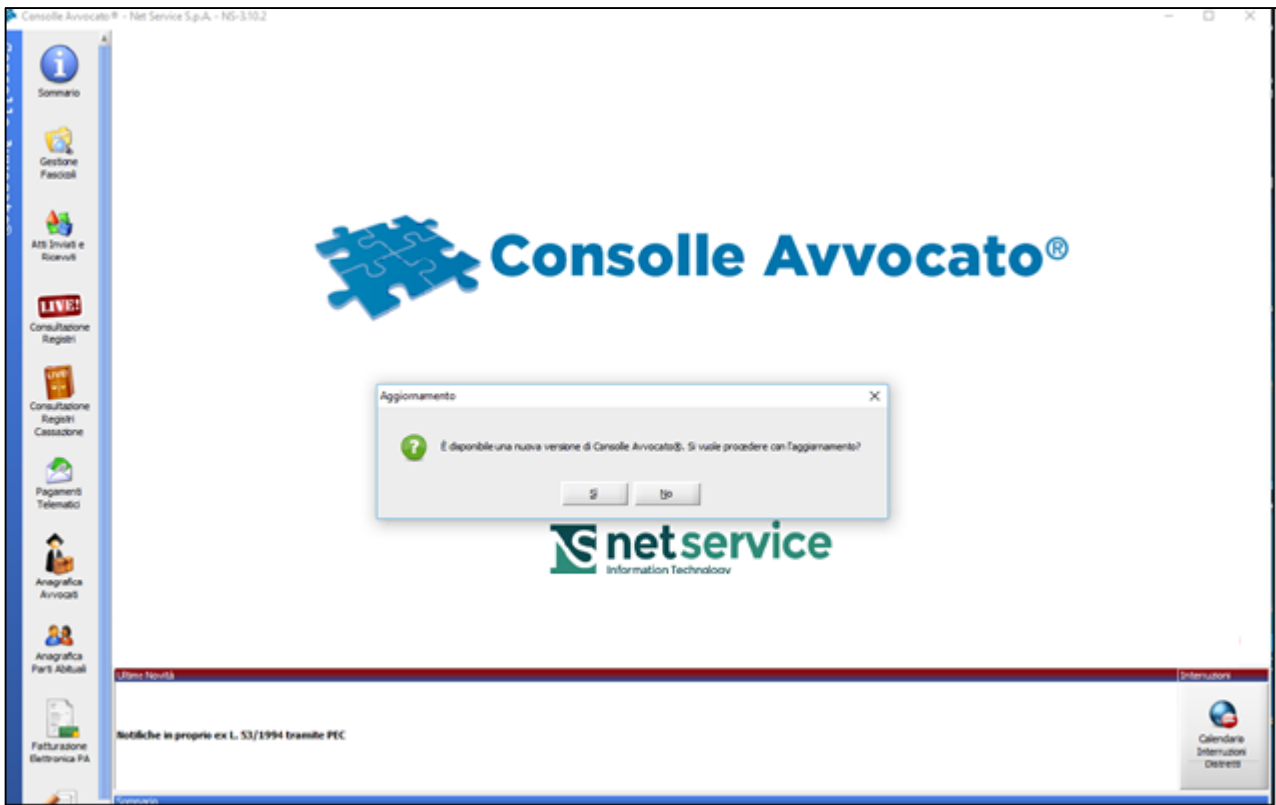 Consolle Avvocato® - Net Service S.p.A. - NS-3.10.2
Sommario
Gestione
Fascicoli
Atti Inviati e
Ricevuti
LIVE!
Consultazione
Registri
LIVE!
Consultazione
Registri
Cassazione
Pagamenti
Telematici
Anagrafica
Avvocati
Anagrafica
Parti Abituali
Fatturazione
Elettronica PA
Consolle Avvocato®
Aggiornamento
È disponibile una nuova versione di Consolle Avvocato®. Si vuole procedere con l'aggiornamento?
Sì
No
NS netservice
Information Technology
Ultime Novità
Notifiche in proprio ex L. 53/1994 tramite PEC
Interruzioni
Calendario
Interruzioni
Distretti
Sommario